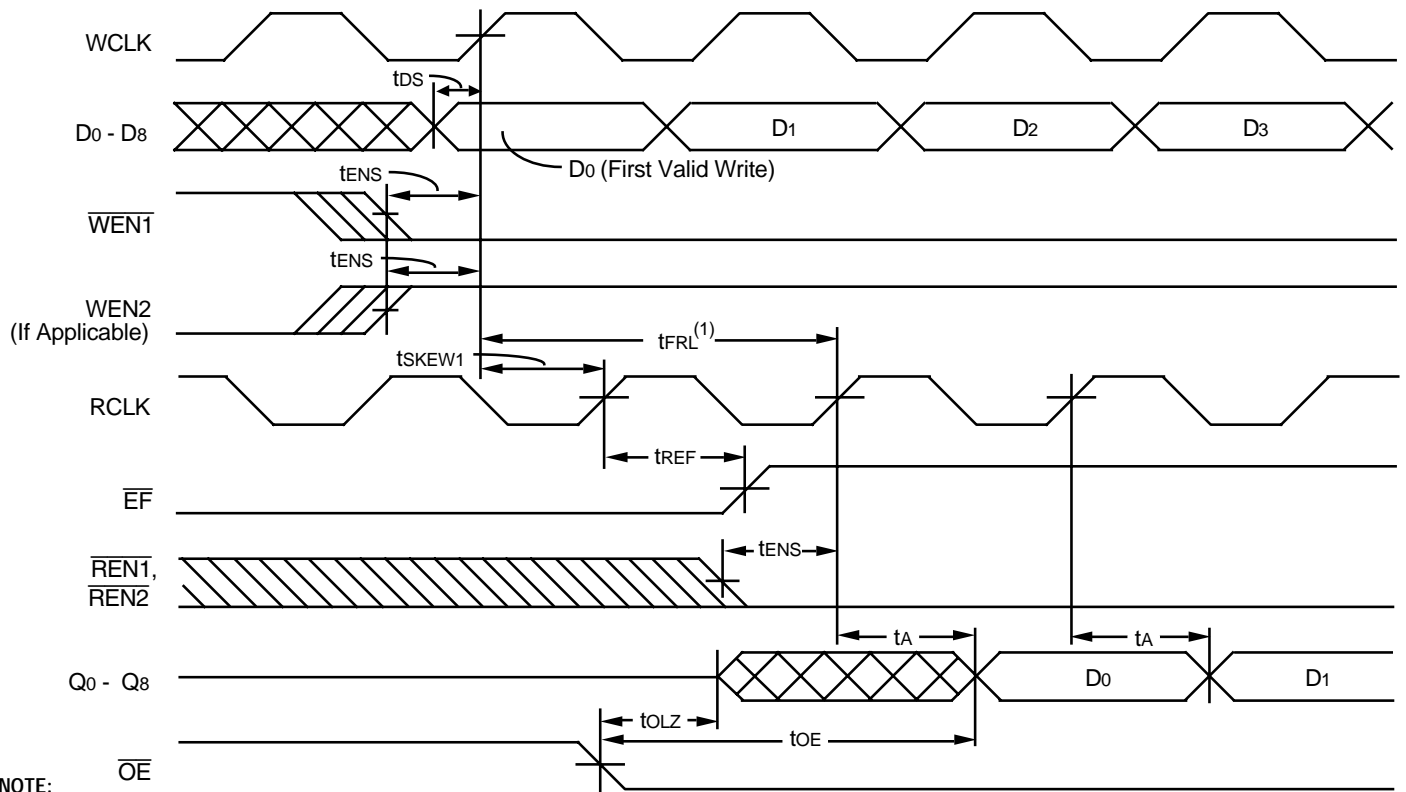 WCLK
tDS
D0 - D8
D1
D2
D3
D0 (First Valid Write)
tENS
WEN1
tENS
WEN2
(If Applicable)
tFRL(1)
tSKEW1
RCLK
tREF
EF
tENS
REN1,
REN2
tA
tA
Q0 - Q8
D0
D1
tOLZ
tOE
OE
NOTE: